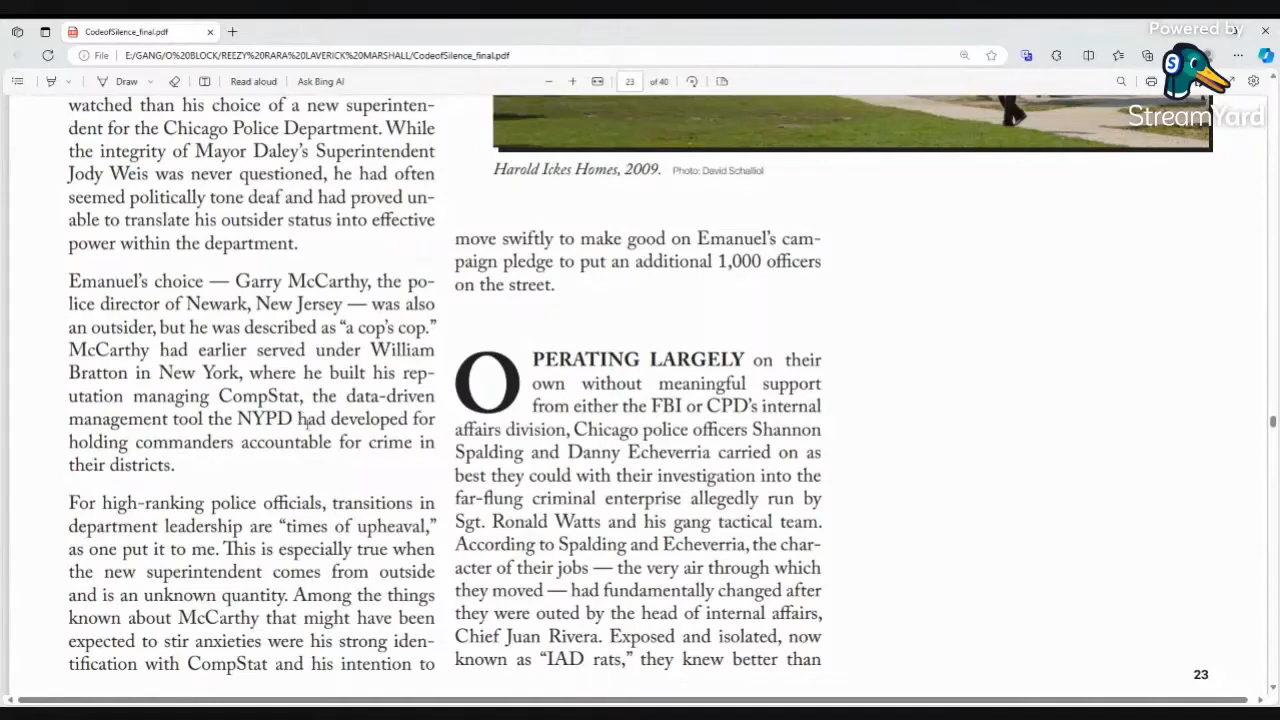 Powered by
CodeofSilence_final.pdf
File
E:/GANG/O%20BLOCK/REEZY%20RARA%20LAVERICK%20MARSHALL/CodeofSilence_final.pdf
Draw
Read aloud
Ask Bing AI
23 of 40
S
StreamYard
watched than his choice of a new superinten-
dent for the Chicago Police Department. While
the integrity of Mayor Daley's Superintendent
Jody Weis was never questioned, he had often
seemed politically tone deaf and had proved un-
able to translate his outsider status into effective
power within the department.
Emanuel's choice — Garry McCarthy, the po-
lice director of Newark, New Jersey — was also
an outsider, but he was described as “a cop's cop.”
McCarthy had earlier served under William
Bratton in New York, where he built his rep-
utation managing CompStat, the data-driven
management tool the NYPD had developed for
holding commanders accountable for crime in
their districts.
For high-ranking police officials, transitions in
department leadership are “times of upheaval,”
as one put it to me. This is especially true when
the new superintendent comes from outside
and is an unknown quantity. Among the things
known about McCarthy that might have been
expected to stir anxieties were his strong iden-
tification with CompStat and his intention to
Harold Ickes Homes, 2009. Photo: David Schalliol
move swiftly to make good on Emanuel's cam-
paign pledge to put an additional 1,000 officers
on the street.
OPERATING LARGELY on their
own without meaningful support
from either the FBI or CPD's internal
affairs division, Chicago police officers Shannon
Spalding and Danny Echeverria carried on as
best they could with their investigation into the
far-flung criminal enterprise allegedly run by
Sgt. Ronald Watts and his gang tactical team.
According to Spalding and Echeverria, the char-
acter of their jobs — the very air through which
they moved — had fundamentally changed after
they were outed by the head of internal affairs,
Chief Juan Rivera. Exposed and isolated, now
known as “IAD rats,” they knew better than
23